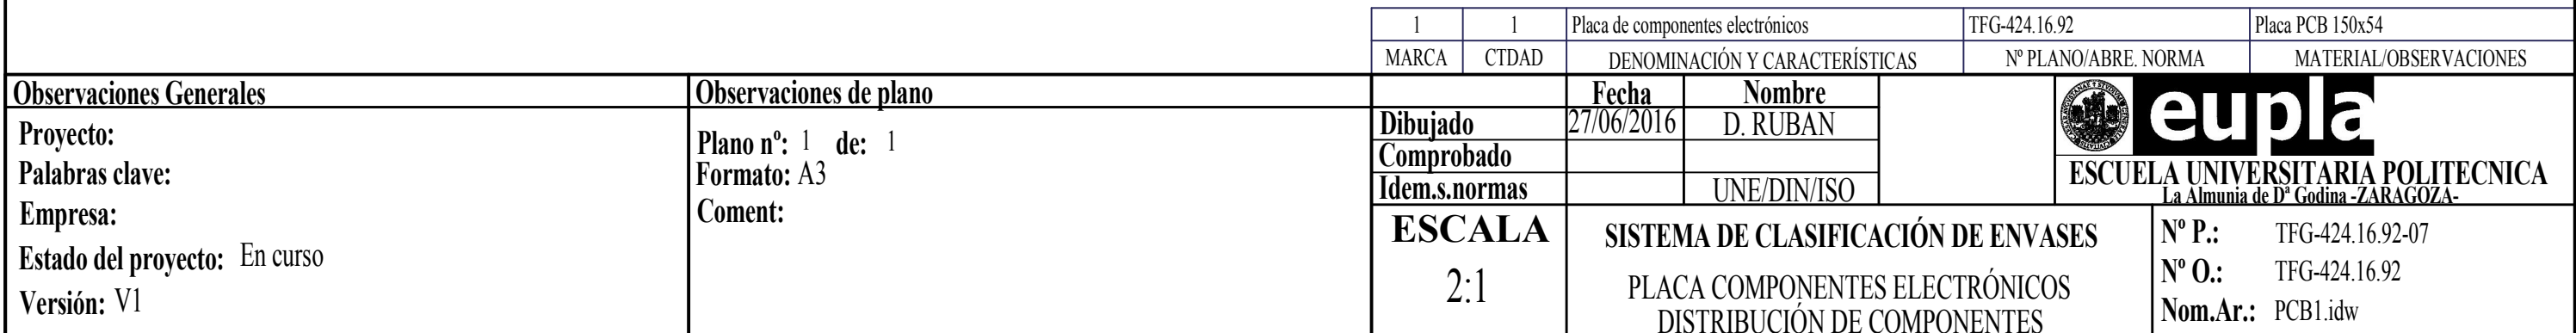 1 1 Placa de componentes electrónicos TFG-424.16.92 Placa PCB 150x54
MARCA CTDAD DENOMINACIÓN Y CARACTERÍSTICAS Nº PLANO/ABRE. NORMA MATERIAL/OBSERVACIONES
Observaciones Generales
Proyecto:
Palabras clave:
Empresa:
Estado del proyecto: En curso
Versión: V1
Observaciones de plano
Plano nº: 1 de: 1
Formato: A3
Coment:
Fecha Nombre
Dibujado 27/06/2016 D. RUBAN
Comprobado
Idem.s.normas UNE/DIN/ISO
eupla
ESCUELA UNIVERSITARIA POLITECNICA
La Almunia de Dª Godina -ZARAGOZA-
ESCALA
2:1
SISTEMA DE CLASIFICACIÓN DE ENVASES
PLACA COMPONENTES ELECTRÓNICOS
DISTRIBUCIÓN DE COMPONENTES
Nº P.: TFG-424.16.92-07
Nº O.: TFG-424.16.92
Nom.Ar.: PCB1.idw